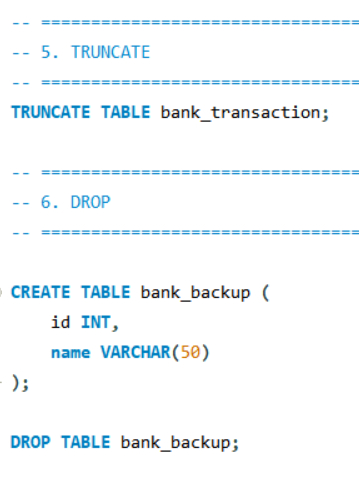 -- ================================
-- 5. TRUNCATE
-- ================================
TRUNCATE TABLE bank_transaction;
-- ================================
-- 6. DROP
-- ================================
CREATE TABLE bank_backup (
id INT,
name VARCHAR(50)
);
DROP TABLE bank_backup;